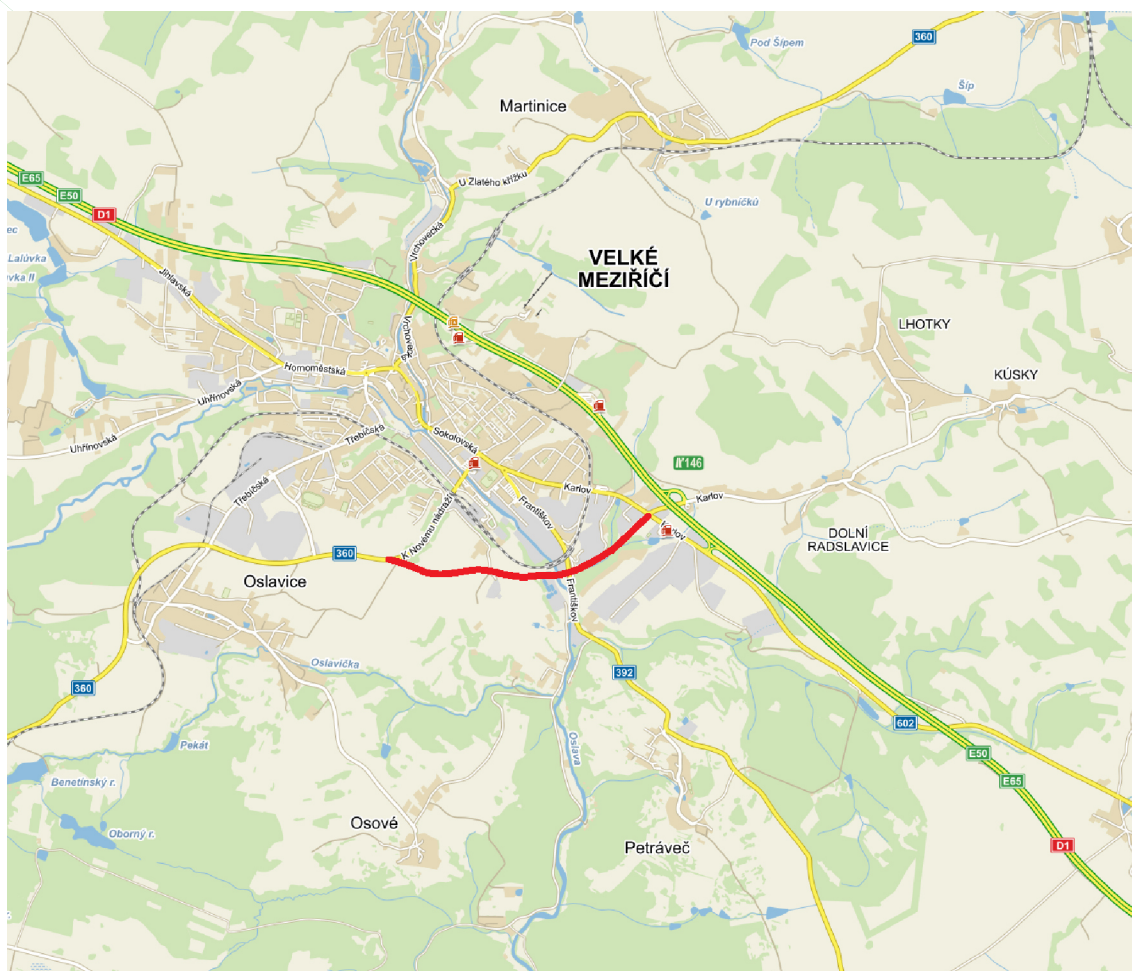 360
Pod Šípem
Šíp
Martinice
U Zlatého křížku
E65
E50
D1
U rybníčků
Vrchovecká
Lalůvka
Jihlavská
VELKÉ
MEZIŘÍČÍ
Vrchovecká
LHOTKY
Hornoměstská
KÚSKY
Uhřínovská
Třebíčská
Sokolovská
Uhřínovská
146
Třebíčská
Karlov
Karlov
Františkov
K Novému nádraží
Karlov
DOLNÍ
RADSLAVICE
360
Oslavice
Františkov
Oslavička
392
360
602
Oslava
Pekát
E50
Benetínský r.
E65
Osové
Oborný r.
Petráveč
D1